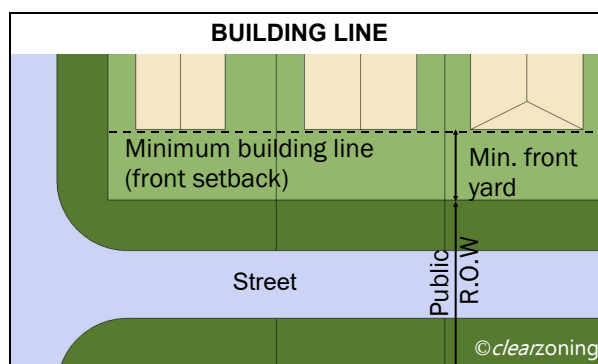 BUILDING LINE
Minimum building line
(front setback)
Min. front
yard
Street
Public
R.O.W
©clearzoning